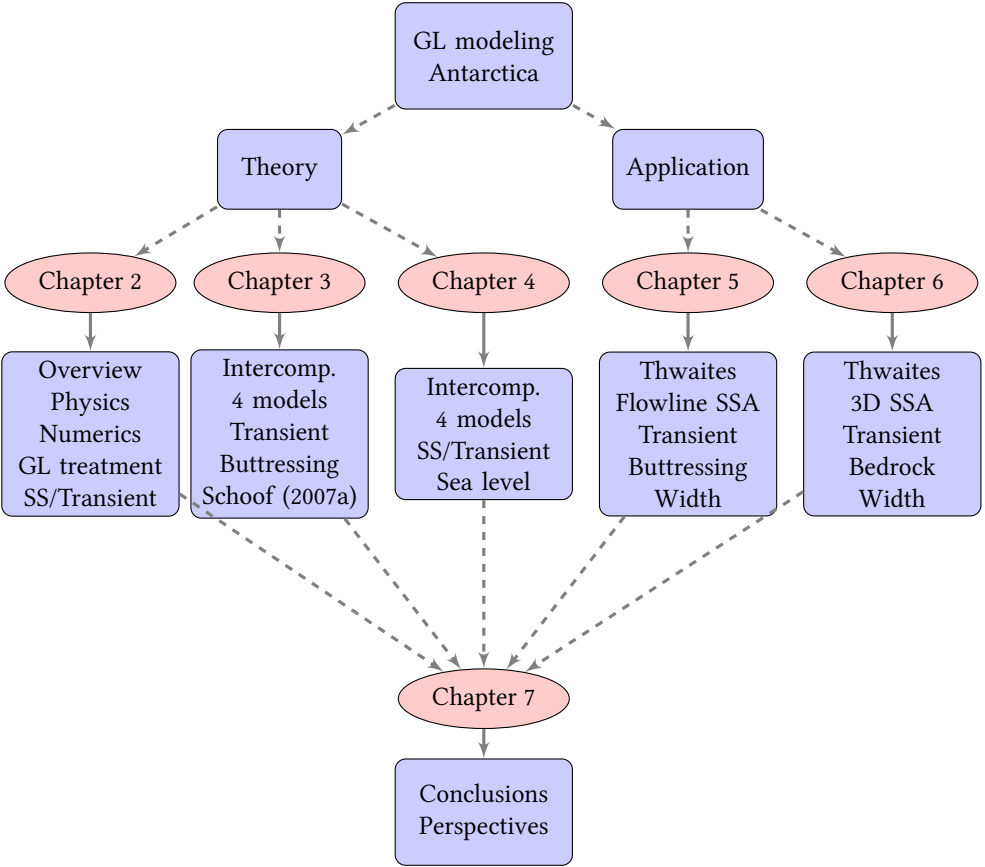 GL modeling
Antarctica
Theory
Application
Chapter 2
Chapter 3
Chapter 4
Chapter 5
Chapter 6
Overview
Physics
Numerics
GL treatment
SS/Transient
Intercomp.
4 models
Transient
Buttressing
Schoof (2007a)
Intercomp.
4 models
SS/Transient
Sea level
Thwaites
Flowline SSA
Transient
Buttressing
Width
Thwaites
3D SSA
Transient
Bedrock
Width
Chapter 7
Conclusions
Perspectives